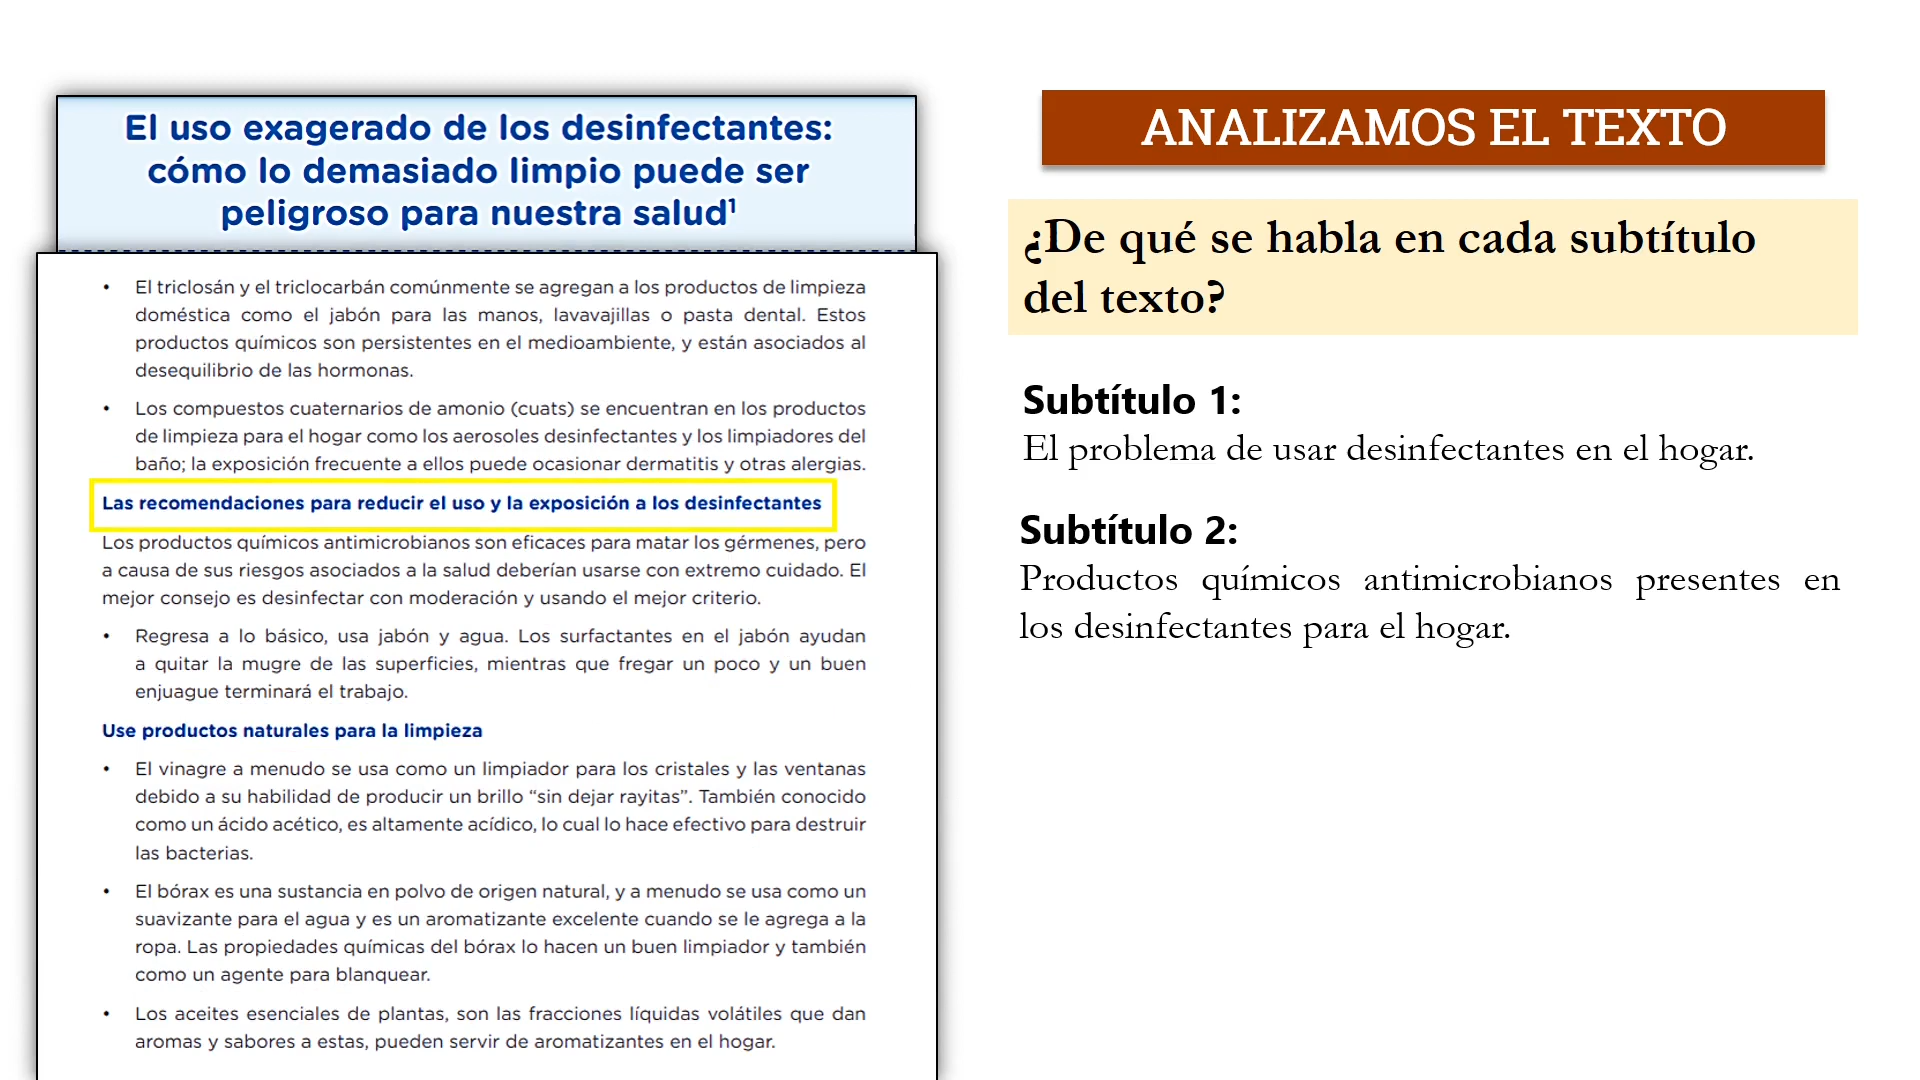 El uso exagerado de los desinfectantes:
cómo lo demasiado limpio puede ser
peligroso para nuestra salud¹
• El triclosán y el triclocarbán comúnmente se agregan a los productos de limpieza
doméstica como el jabón para las manos, lavavajillas o pasta dental. Estos
productos químicos son persistentes en el medioambiente, y están asociados al
desequilibrio de las hormonas.
• Los compuestos cuaternarios de amonio (cuats) se encuentran en los productos
de limpieza para el hogar como los aerosoles desinfectantes y los limpiadores del
baño; la exposición frecuente a ellos puede ocasionar dermatitis y otras alergias.
Las recomendaciones para reducir el uso y la exposición a los desinfectantes
Los productos químicos antimicrobianos son eficaces para matar los gérmenes, pero
a causa de sus riesgos asociados a la salud deberían usarse con extremo cuidado. El
mejor consejo es desinfectar con moderación y usando el mejor criterio.
• Regresa a lo básico, usa jabón y agua. Los surfactantes en el jabón ayudan
a quitar la mugre de las superficies, mientras que fregar un poco y un buen
enjuague terminará el trabajo.
Use productos naturales para la limpieza
• El vinagre a menudo se usa como un limpiador para los cristales y las ventanas
debido a su habilidad de producir un brillo “sin dejar rayitas”. También conocido
como un ácido acético, es altamente acídico, lo cual lo hace efectivo para destruir
las bacterias.
• El bórax es una sustancia en polvo de origen natural, y a menudo se usa como un
suavizante para el agua y es un aromatizante excelente cuando se le agrega a la
ropa. Las propiedades químicas del bórax lo hacen un buen limpiador y también
como un agente para blanquear.
• Los aceites esenciales de plantas, son las fracciones líquidas volátiles que dan
aromas y sabores a estas, pueden servir de aromatizantes en el hogar.
ANALIZAMOS EL TEXTO
¿De qué se habla en cada subtítulo
del texto?
Subtítulo 1:
El problema de usar desinfectantes en el hogar.
Subtítulo 2:
Productos químicos antimicrobianos presentes en
los desinfectantes para el hogar.